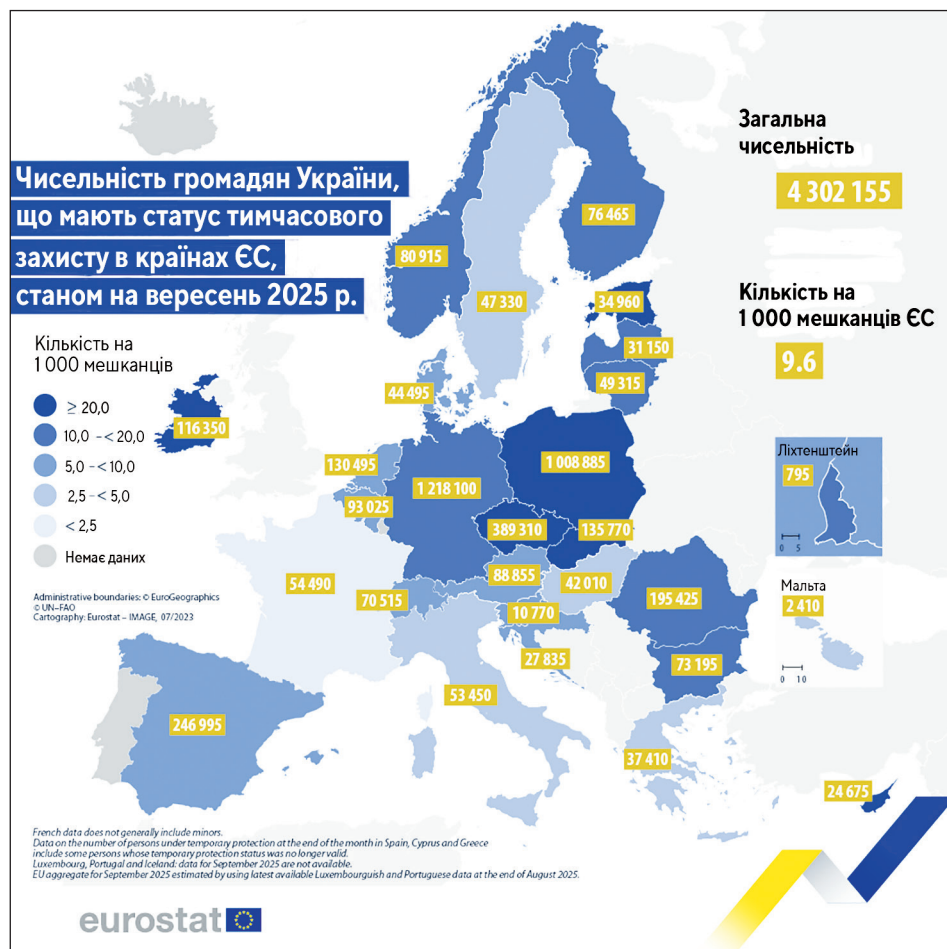 Чисельність громадян України,
що мають статус тимчасового
захисту в країнах ЄС,
станом на вересень 2025 р.
Загальна
чисельність
4 302 155
Кількість на
1 000 мешканців ЄС
9.6
Кількість на
1 000 мешканців
≥ 20,0
10,0 -< 20,0
5,0 -< 10,0
2,5 -< 5,0
< 2,5
Немає даних
Administrative boundaries: © EuroGeographics
© UN–FAO
Cartography: Eurostat – IMAGE, 07/2023
76 465
80 915
47 330
34 960
31 150
49 315
44 495
116 350
130 495
1 008 885
1 218 100
93 025
389 310
135 770
88 855
42 010
54 490
70 515
195 425
10 770
27 835
73 195
53 450
246 995
37 410
24 675
Ліхтенштейн
795
0 5
Мальта
2 410
0 10
French data does not generally include minors.
Data on the number of persons under temporary protection at the end of the month in Spain, Cyprus and Greece
include some persons whose temporary protection status was no longer valid.
Luxembourg, Portugal and Iceland: data for September 2025 are not available.
EU aggregate for September 2025 estimated by using latest available Luxembourguish and Portuguese data at the end of August 2025.
eurostat